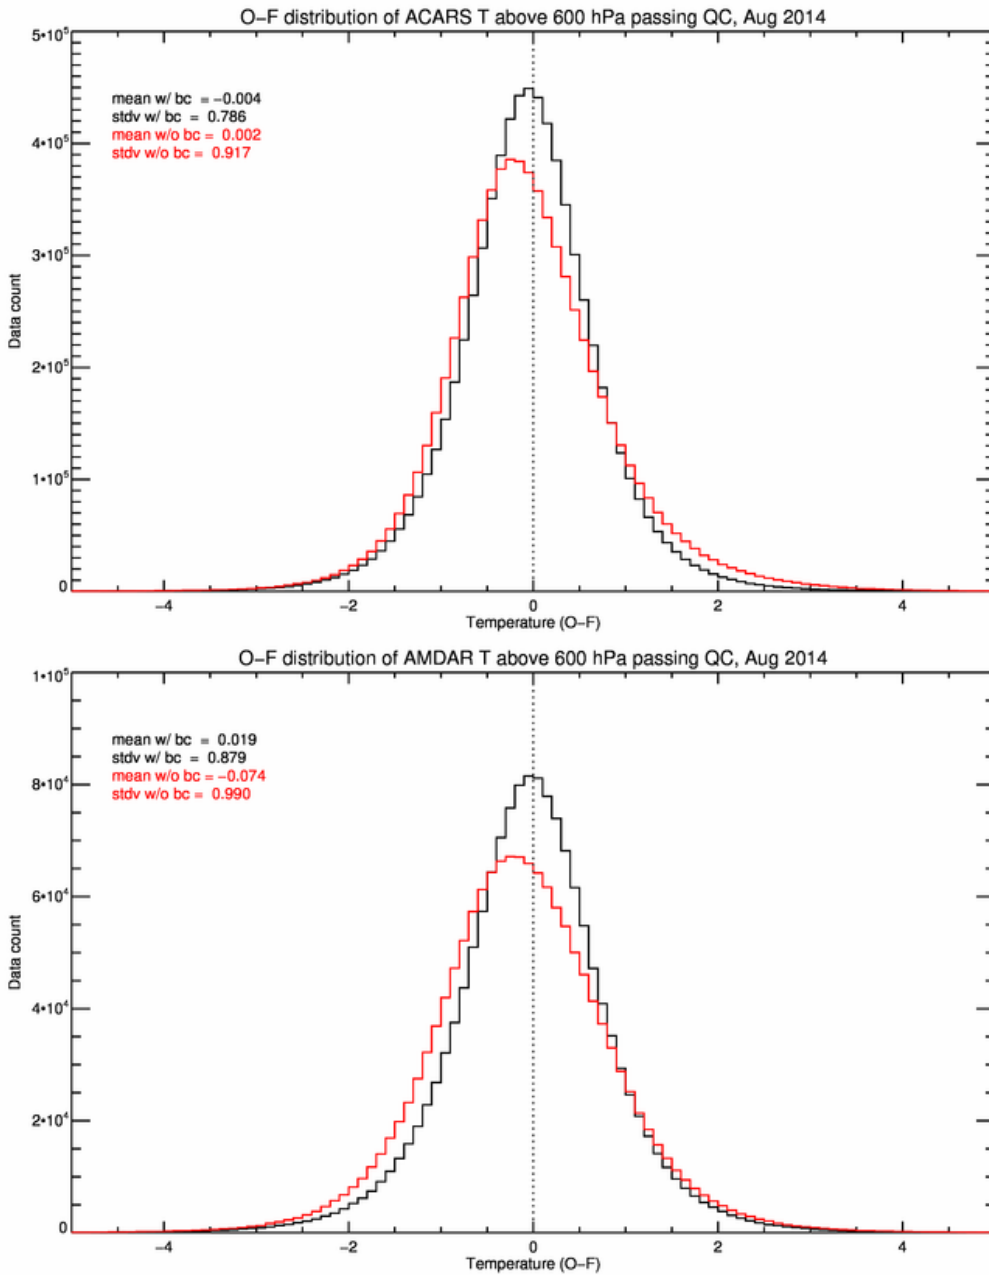 O−F distribution of ACARS T above 600 hPa passing QC, Aug 2014
5•10⁵
mean w/ bc = −0.004
stdv w/ bc = 0.786
mean w/o bc = 0.002
stdv w/o bc = 0.917
4•10⁵
3•10⁵
Data count
2•10⁵
1•10⁵
0
−4 −2 0 2 4
Temperature (O−F)
O−F distribution of AMDAR T above 600 hPa passing QC, Aug 2014
1•10⁵
mean w/ bc = 0.019
stdv w/ bc = 0.879
mean w/o bc = −0.074
stdv w/o bc = 0.990
8•10⁴
6•10⁴
Data count
4•10⁴
2•10⁴
0
−4 −2 0 2 4
Temperature (O−F)